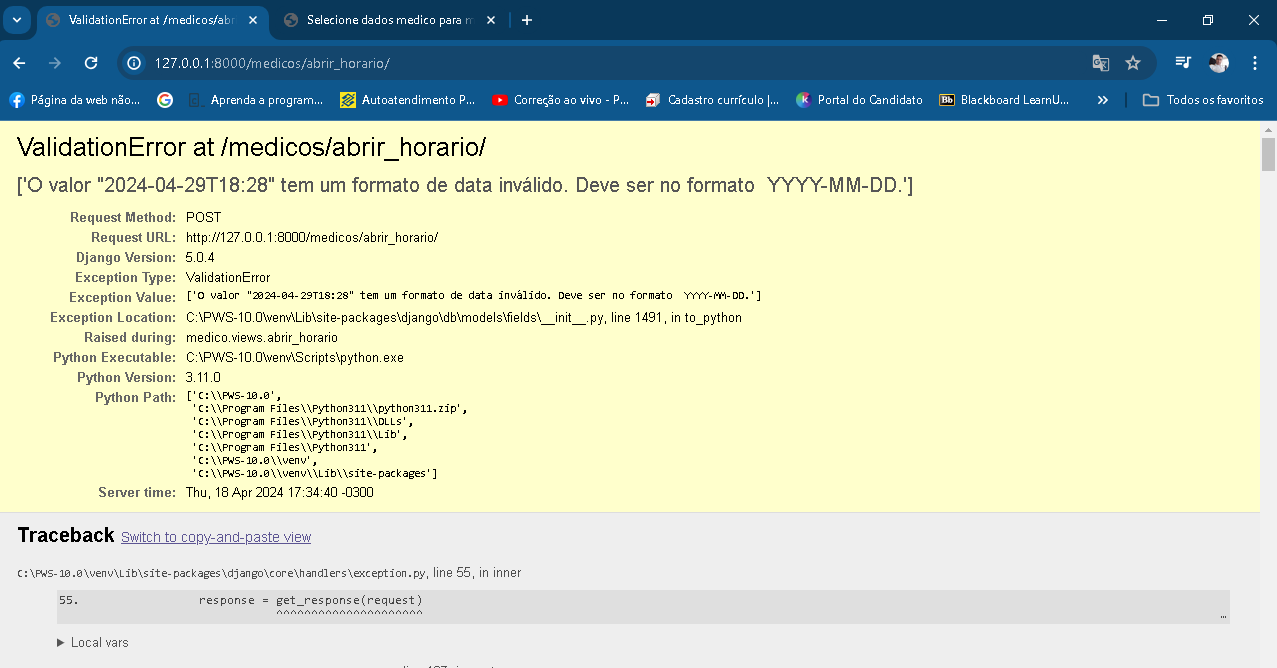 ValidationError at /medicos/abr
Selecione dados medico para m
127.0.0.1:8000/medicos/abrir_horario/
Página da web não...
Aprenda a program...
Autoatendimento P...
Correção ao vivo - P...
Cadastro currículo |...
Portal do Candidato
Bb
Blackboard LearnU...
Todos os favoritos
ValidationError at /medicos/abrir_horario/
['O valor "2024-04-29T18:28" tem um formato de data inválido. Deve ser no formato  YYYY-MM-DD.']
Request Method: POST
Request URL: http://127.0.0.1:8000/medicos/abrir_horario/
Django Version: 5.0.4
Exception Type: ValidationError
Exception Value: ['O valor "2024-04-29T18:28" tem um formato de data inválido. Deve ser no formato  YYYY-MM-DD.']
Exception Location: C:\PWS-10.0\venv\Lib\site-packages\django\db\models\fields\__init__.py, line 1491, in to_python
Raised during: medico.views.abrir_horario
Python Executable: C:\PWS-10.0\venv\Scripts\python.exe
Python Version: 3.11.0
Python Path: ['C:\\PWS-10.0',
'C:\\Program Files\\Python311\\python311.zip',
'C:\\Program Files\\Python311\\DLLs',
'C:\\Program Files\\Python311\\Lib',
'C:\\Program Files\\Python311',
'C:\\PWS-10.0\\venv',
'C:\\PWS-10.0\\venv\\Lib\\site-packages']
Server time: Thu, 18 Apr 2024 17:34:40 -0300
Traceback Switch to copy-and-paste view
C:\PWS-10.0\venv\Lib\site-packages\django\core\handlers\exception.py, line 55, in inner
55. response = get_response(request)
^^^^^^^^^^^^^^^^^^^^^
…
Local vars